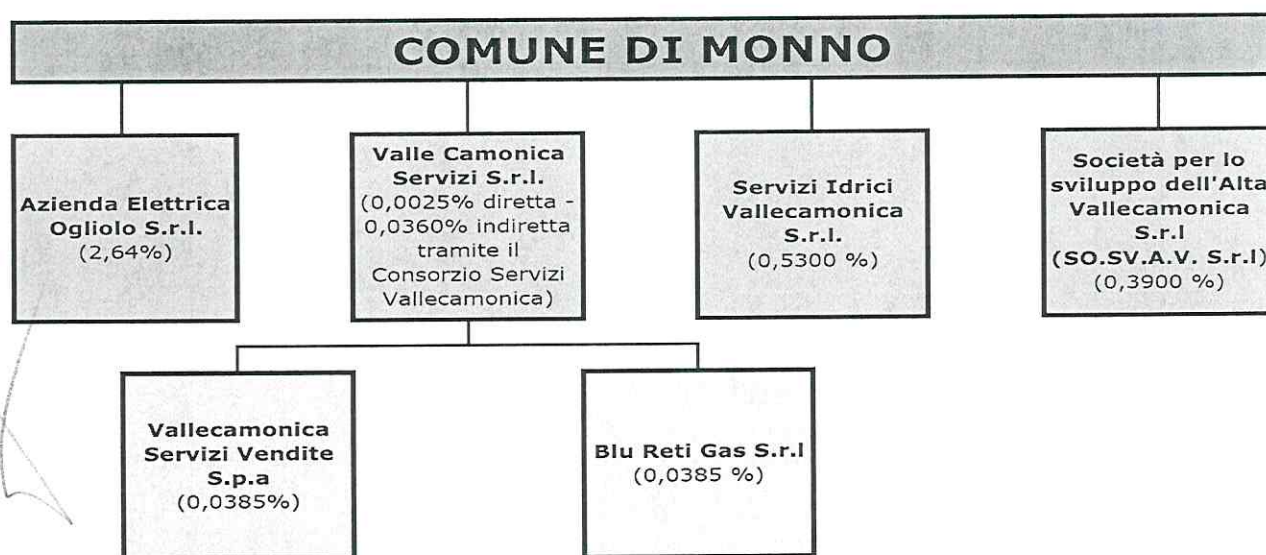 COMUNE DI MONNO
Azienda Elettrica
Ogliolo S.r.l.
(2,64%)
Valle Camonica
Servizi S.r.l.
(0,0025% diretta -
0,0360% indiretta
tramite il
Consorzio Servizi
Vallecamonica)
Servizi Idrici
Vallecamonica
S.r.l.
(0,5300 %)
Società per lo
sviluppo dell'Alta
Vallecamonica
S.r.l
(SO.SV.A.V. S.r.l)
(0,3900 %)
Vallecamonica
Servizi Vendite
S.p.a
(0,0385%)
Blu Reti Gas S.r.l
(0,0385 %)